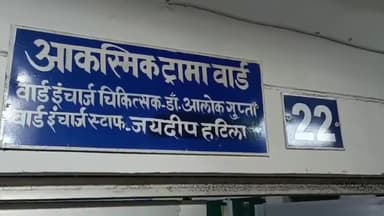 आकस्मिक ट्रामा वार्ड
वार्ड इंचार्ज चिकित्सक-डॉ. आलोक गुप्ता
वार्ड इंचार्ज स्टाफ-जयदीप हटिला
22